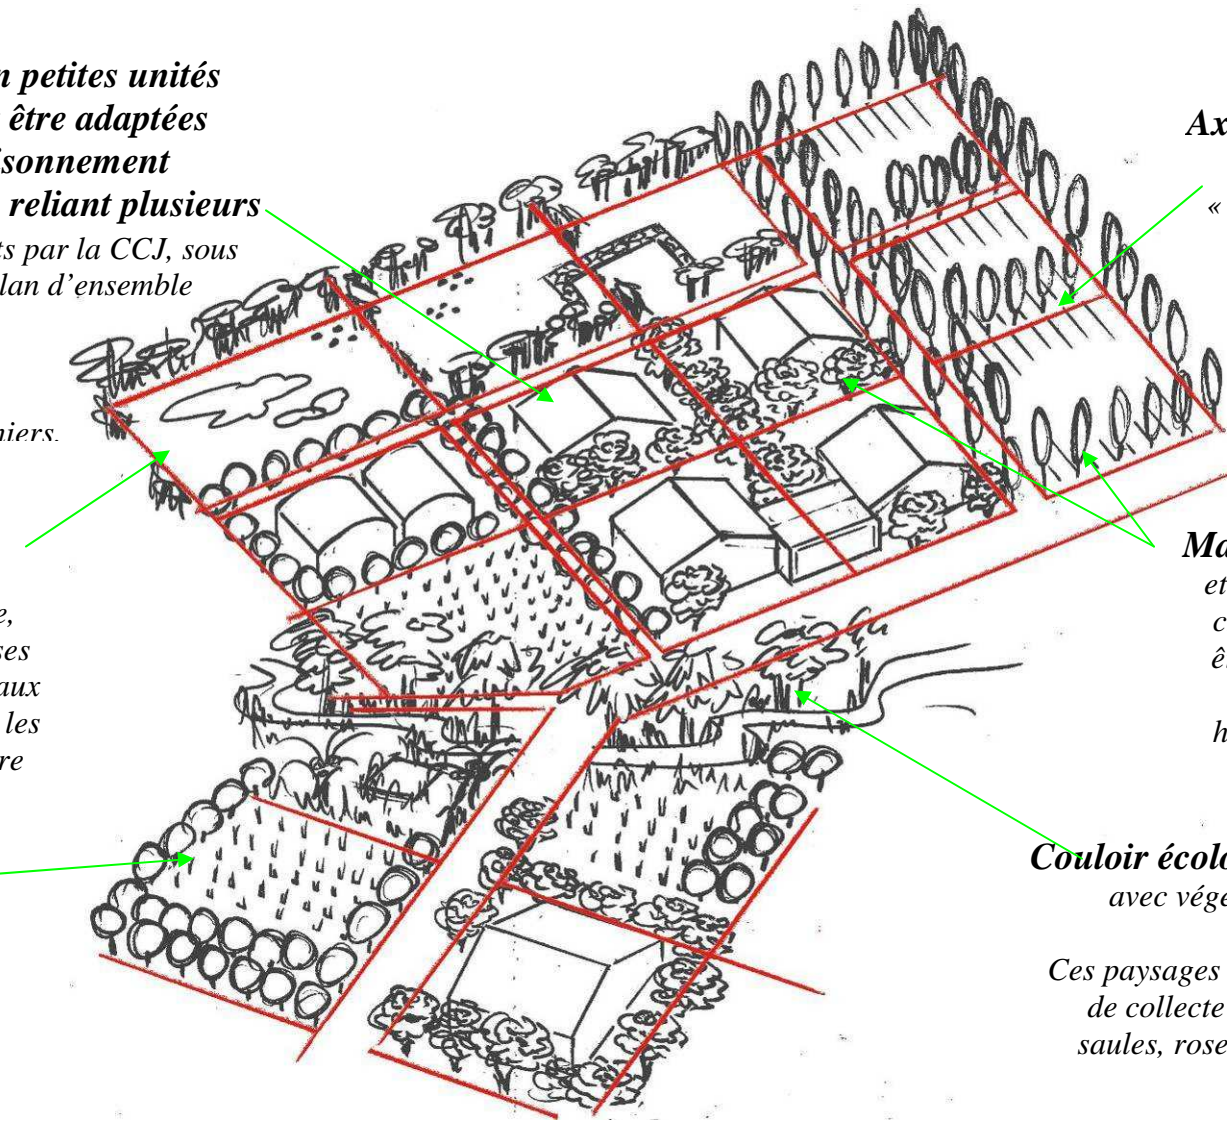 n petites unités
être adaptées
isonnement
reliant plusieurs
ts par la CCJ, sous
lan d’ensemble
niers.
e,
ses
aux
les
re
Ax
«
Ma
et
c
êt
h
Couloir écolo
avec végé
Ces paysages
de collecte
saules, rose